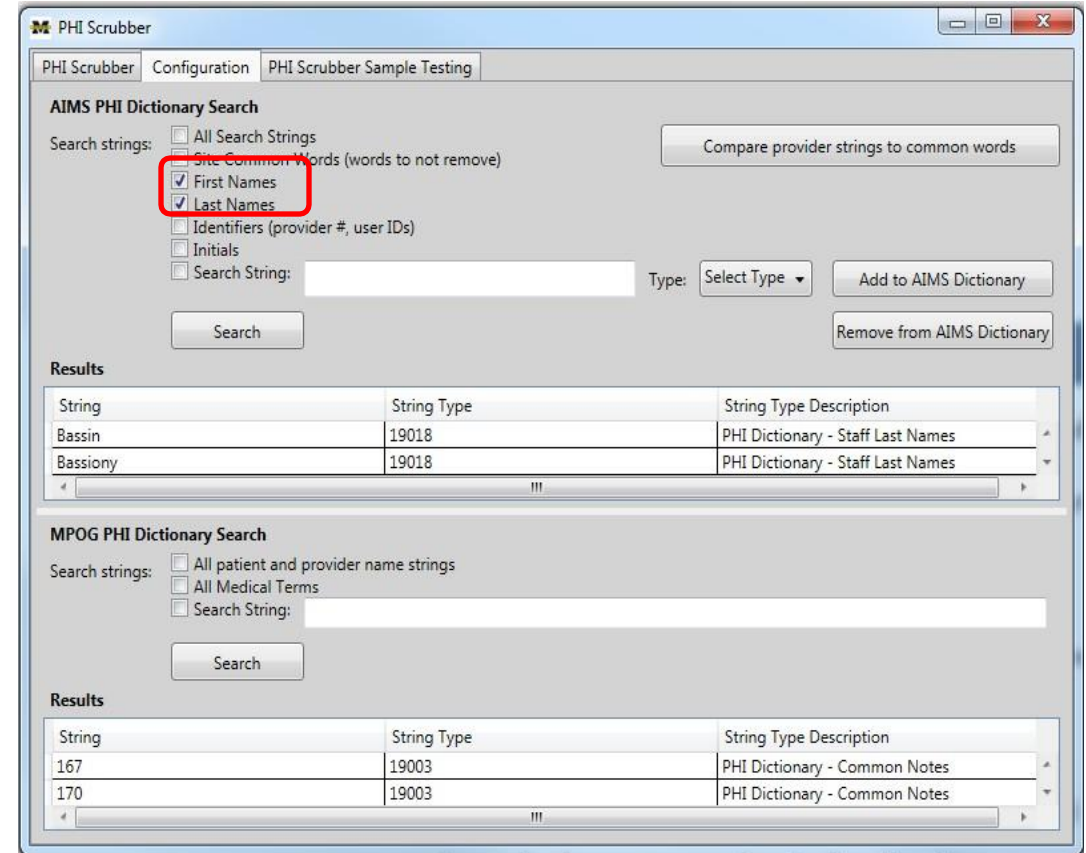 PHI Scrubber
PHI Scrubber Configuration PHI Scrubber Sample Testing
AIMS PHI Dictionary Search
Search strings: All Search Strings
Compare provider strings to common words
Site Common Words (words to not remove)
First Names
Last Names
Identifiers (provider #, user IDs)
Initials
Search String: Type: Select Type Add to AIMS Dictionary
Search Remove from AIMS Dictionary
Results
String String Type String Type Description
Bassin 19018 PHI Dictionary - Staff Last Names
Bassiony 19018 PHI Dictionary - Staff Last Names
MPOG PHI Dictionary Search
Search strings: All patient and provider name strings
All Medical Terms
Search String:
Search
Results
String String Type String Type Description
167 19003 PHI Dictionary - Common Notes
170 19003 PHI Dictionary - Common Notes